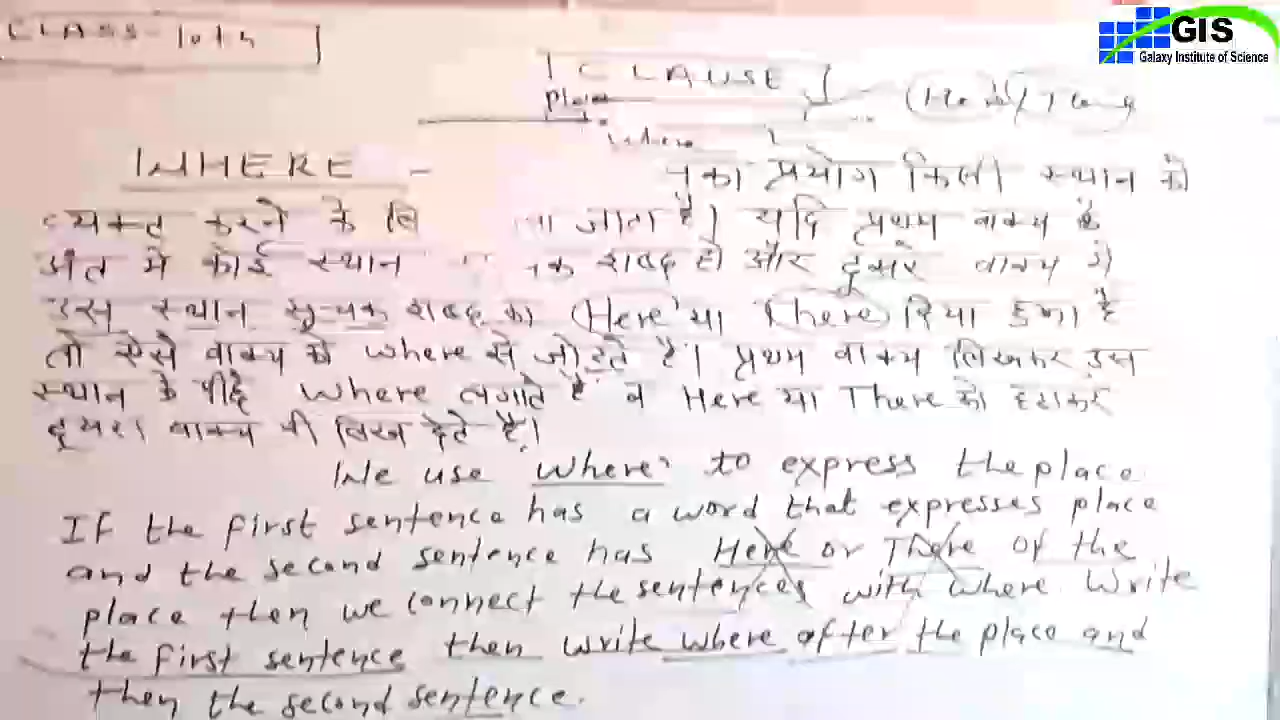 CLASS-10th
GIS
Galaxy Institute of Science
CLAUSE
place
where
WHERE - का प्रयोग किसी स्थान को
व्यक्त करने के लि जाता है। यदि प्रथम वाक्य के
अंत में कोई स्थान क शब्द हो और दूसरे वाक्य में
उस स्थान सूचक शब्द का (Here या There) दिया हुआ है
तो ऐसे वाक्य को where से जोड़ते हैं। प्रथम वाक्य लिखकर उस
स्थान के पीछे where लगाते हैं व Here या There को हटाकर
दूसरा वाक्य भी लिख देते हैं।
We use where to express the place.
If the first sentence has a word that expresses place
and the second sentence has Here or There of the
place then we connect the sentences with where. Write
the first sentence then write where after the place and
then the second sentence.